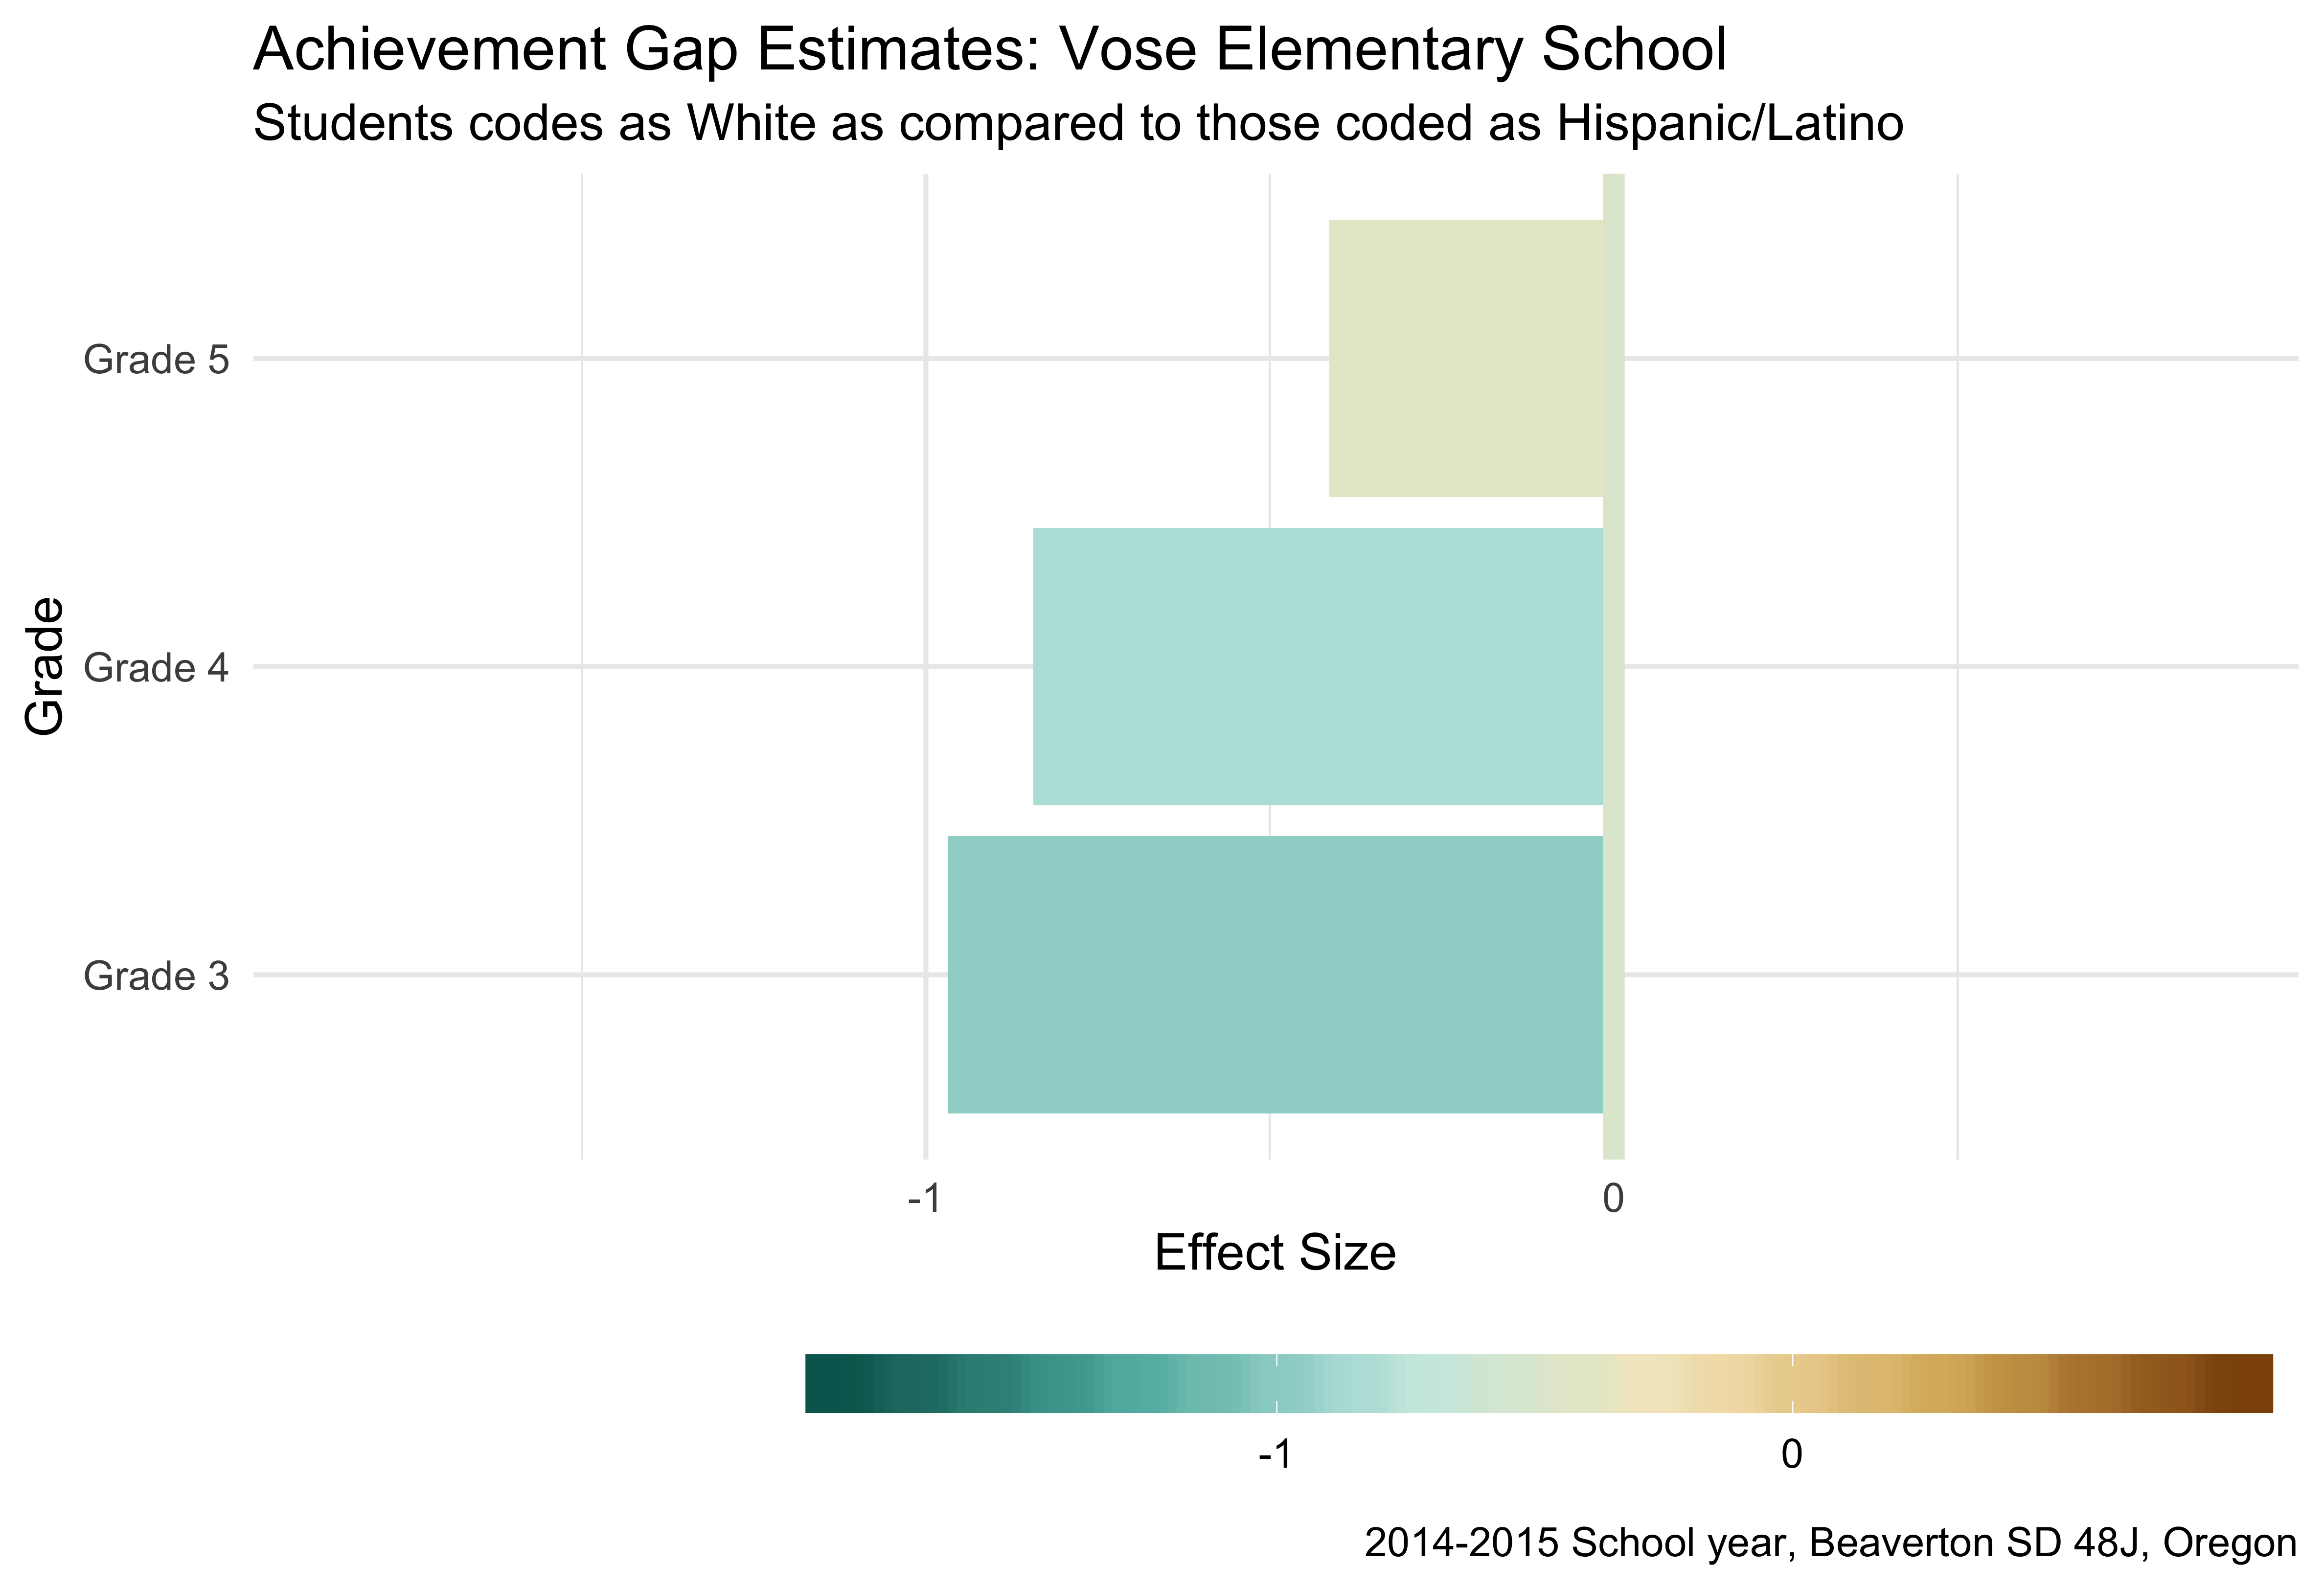 Achievement Gap Estimates: Vose Elementary School
Students codes as White as compared to those coded as Hispanic/Latino
Grade
Grade 5
Grade 4
Grade 3
-1
0
Effect Size
-1
0
2014-2015 School year, Beaverton SD 48J, Oregon